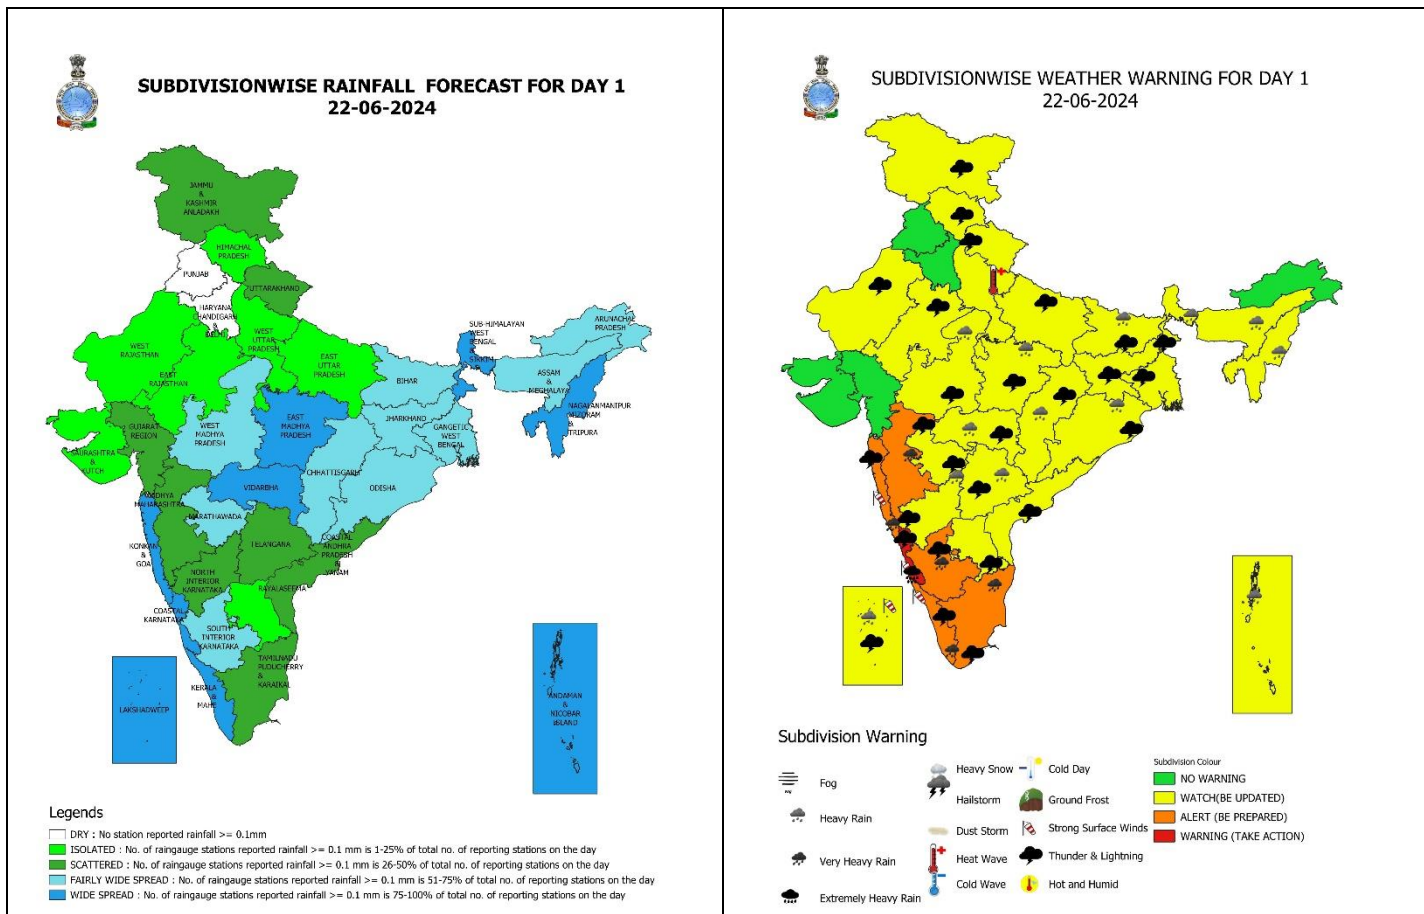 SUBDIVISIONWISE RAINFALL FORECAST FOR DAY 1
22-06-2024
JAMMU
&
KASHMIR
ANLADAKH
HIMACHAL
PRADESH
PUNJAB
UTTARAKHAND
HARYANA
CHANDIGARH
&
DELHI
WEST
UTTAR
PRADESH
WEST
RAJASTHAN
EAST
RAJASTHAN
EAST
UTTAR
PRADESH
SUB-HIMALAYAN
WEST
BENGAL
&
SIKKIM
ARUNACHAL
PRADESH
ASSAM
&
MEGHALAYA
BIHAR
NAGALANMANIPUR
MIZORAM
&
TRIPURA
GUJARAT
REGION
SAURASHTRA
&
KUTCH
WEST
MADHYA
PRADESH
EAST
MADHYA
PRADESH
JHARKHAND
GANGETIC
WEST
BENGAL
CHHATTISGARH
ODISHA
VIDARBHA
MADHYA
MAHARASHTRA
MARATHAWADA
KONKAN
&
GOA
TELANGANA
COASTAL
ANDHRA
PRADESH
&
YANAM
NORTH
INTERIOR
KARNATAKA
RAYALASEEMA
COASTAL
KARNATAKA
SOUTH
INTERIOR
KARNATAKA
TAMILNADU
PUDUCHERRY
&
KARAIKAL
KERALA
&
MAHE
LAKSHADWEEP
ANDAMAN
&
NICOBAR
ISLAND
Legends
DRY : No station reported rainfall >= 0.1mm
ISOLATED : No. of raingauge stations reported rainfall >= 0.1 mm is 1-25% of total no. of reporting stations on the day
SCATTERED : No. of raingauge stations reported rainfall >= 0.1 mm is 26-50% of total no. of reporting stations on the day
FAIRLY WIDE SPREAD : No. of raingauge stations reported rainfall >= 0.1 mm is 51-75% of total no. of reporting stations on the day
WIDE SPREAD : No. of raingauge stations reported rainfall >= 0.1 mm is 75-100% of total no. of reporting stations on the day
SUBDIVISIONWISE WEATHER WARNING FOR DAY 1
22-06-2024
Subdivision Warning
Fog
Heavy Rain
Very Heavy Rain
Extremely Heavy Rain
Heavy Snow
Hailstorm
Dust Storm
Heat Wave
Cold Wave
Cold Day
Ground Frost
Strong Surface Winds
Thunder & Lightning
Hot and Humid
Subdivision Colour
NO WARNING
WATCH(BE UPDATED)
ALERT (BE PREPARED)
WARNING (TAKE ACTION)